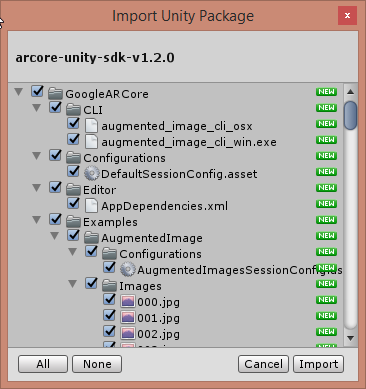 Import Unity Package
x
arcore-unity-sdk-v1.2.0
GoogleARCore NEW
CLI NEW
augmented_image_cli_osx NEW
augmented_image_cli_win.exe NEW
Configurations NEW
DefaultSessionConfig.asset NEW
Editor NEW
AppDependencies.xml NEW
Examples NEW
AugmentedImage NEW
Configurations NEW
AugmentedImagesSessionConfig NEW
Images NEW
000.jpg NEW
001.jpg NEW
002.jpg NEW
All None Cancel Import